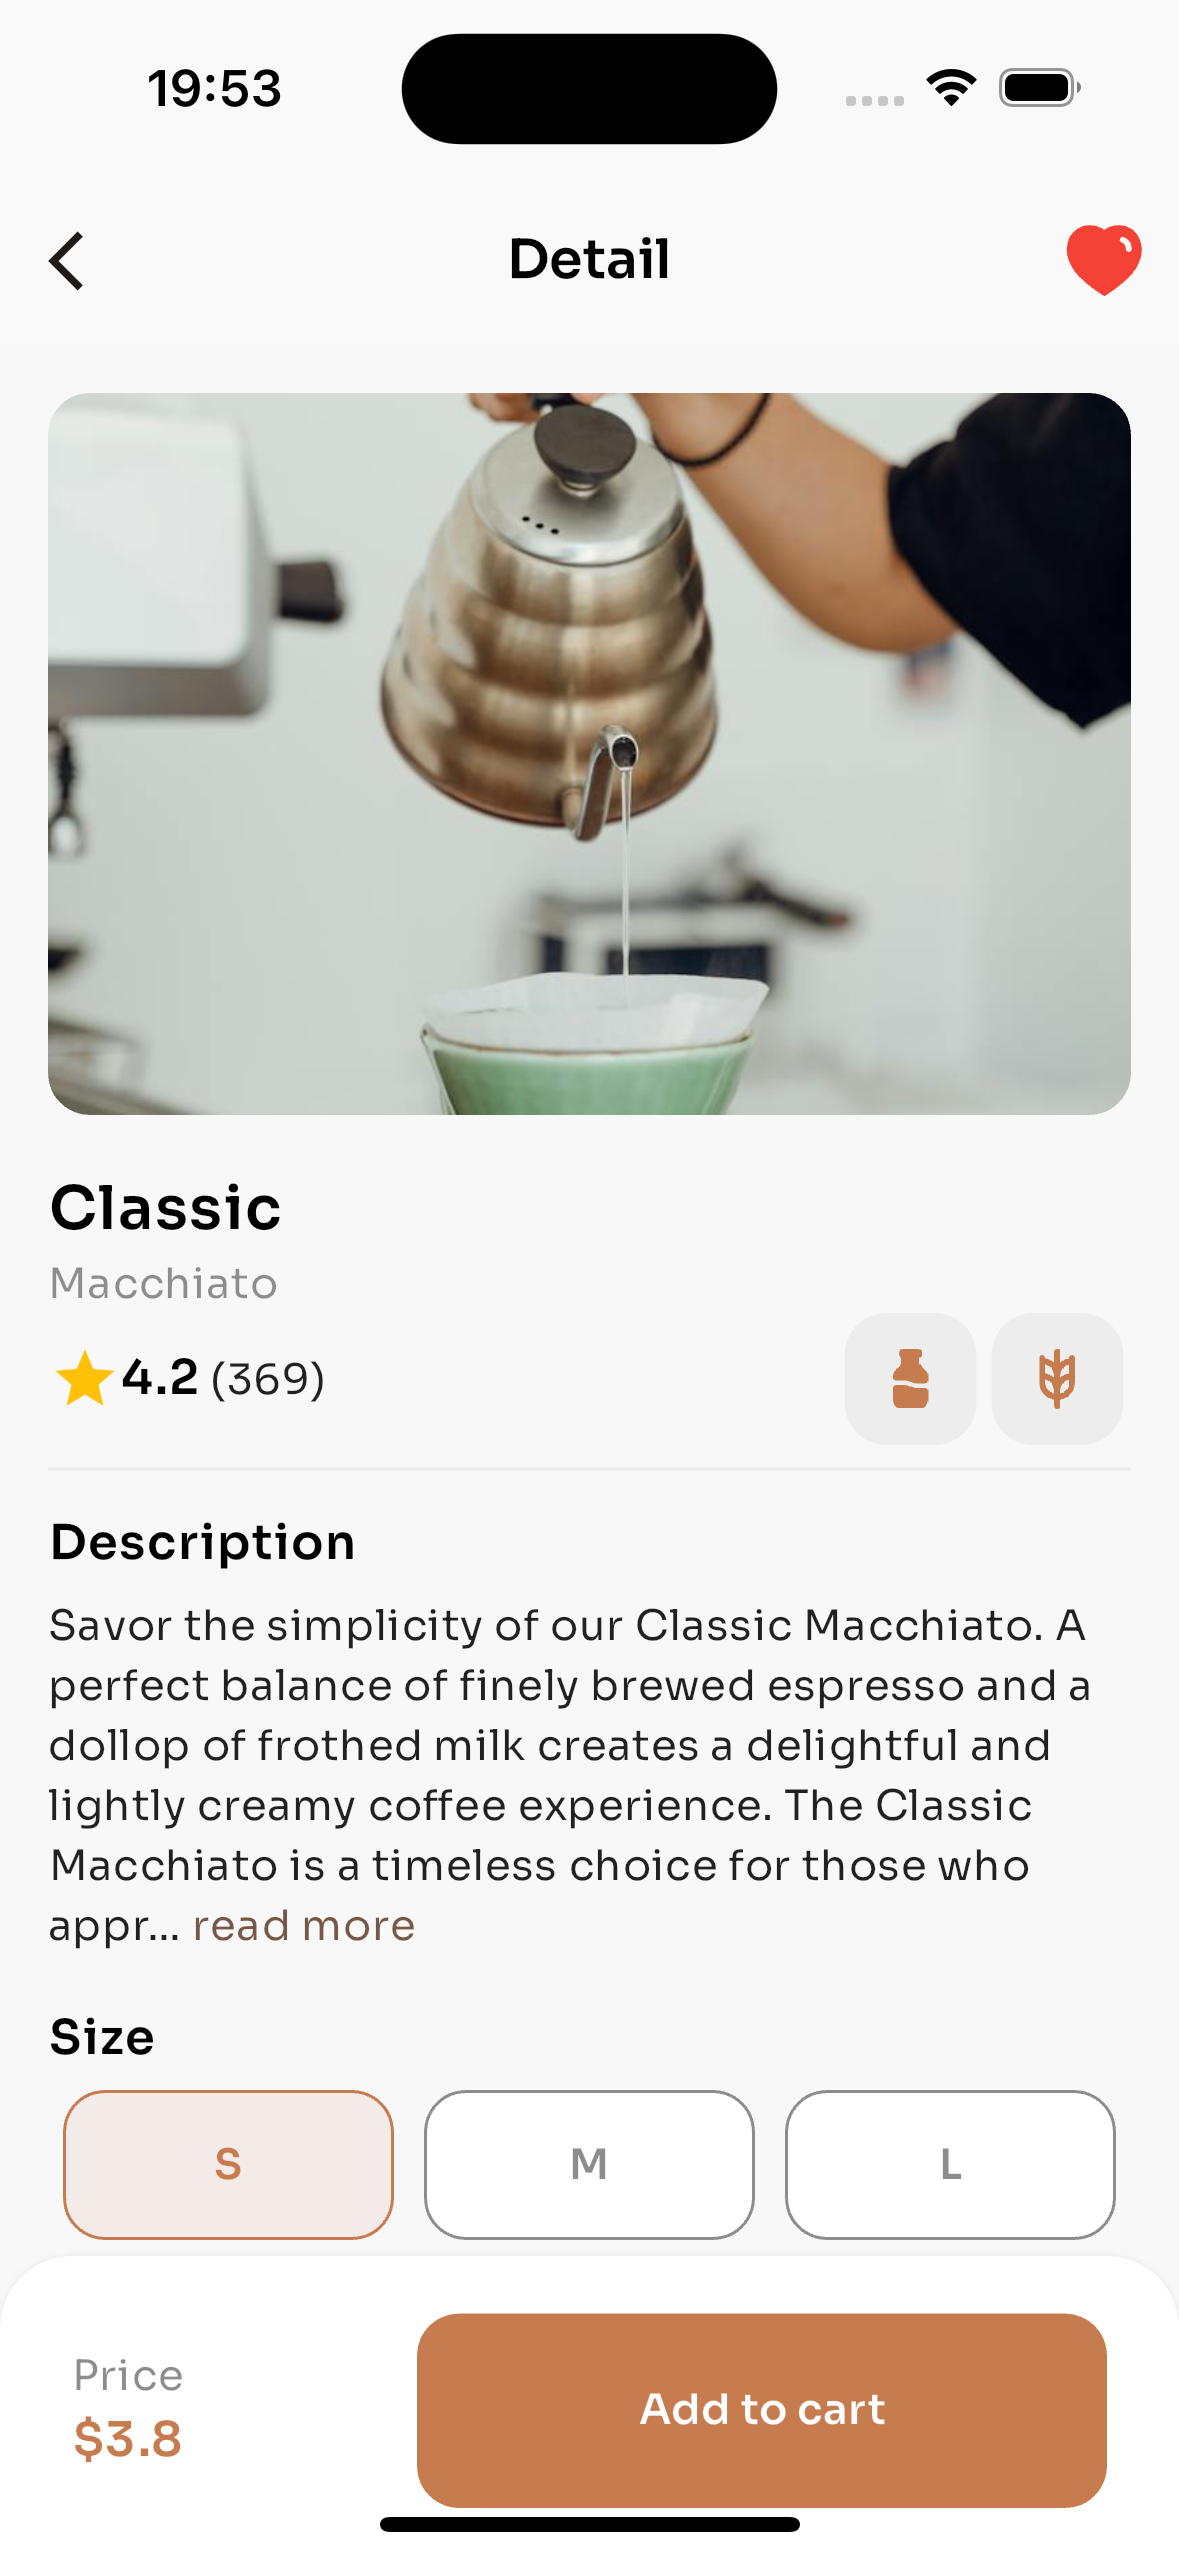 19:53
Detail
Classic
Macchiato
4.2 (369)
Description
Savor the simplicity of our Classic Macchiato. A
perfect balance of finely brewed espresso and a
dollop of frothed milk creates a delightful and
lightly creamy coffee experience. The Classic
Macchiato is a timeless choice for those who
appr... read more
Size
S
M
L
Price
$3.8
Add to cart